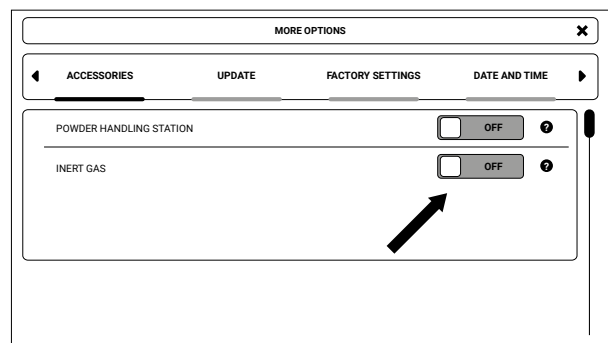 MORE OPTIONS
ACCESSORIES UPDATE FACTORY SETTINGS DATE AND TIME
POWDER HANDLING STATION OFF ?
INERT GAS OFF ?